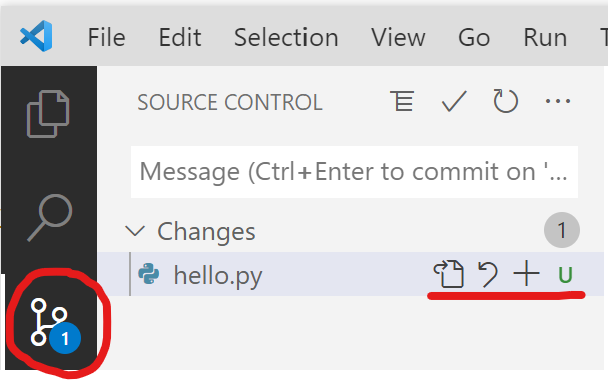 File Edit Selection View Go Run
SOURCE CONTROL
Message (Ctrl+Enter to commit on '...
Changes 1
hello.py U
1